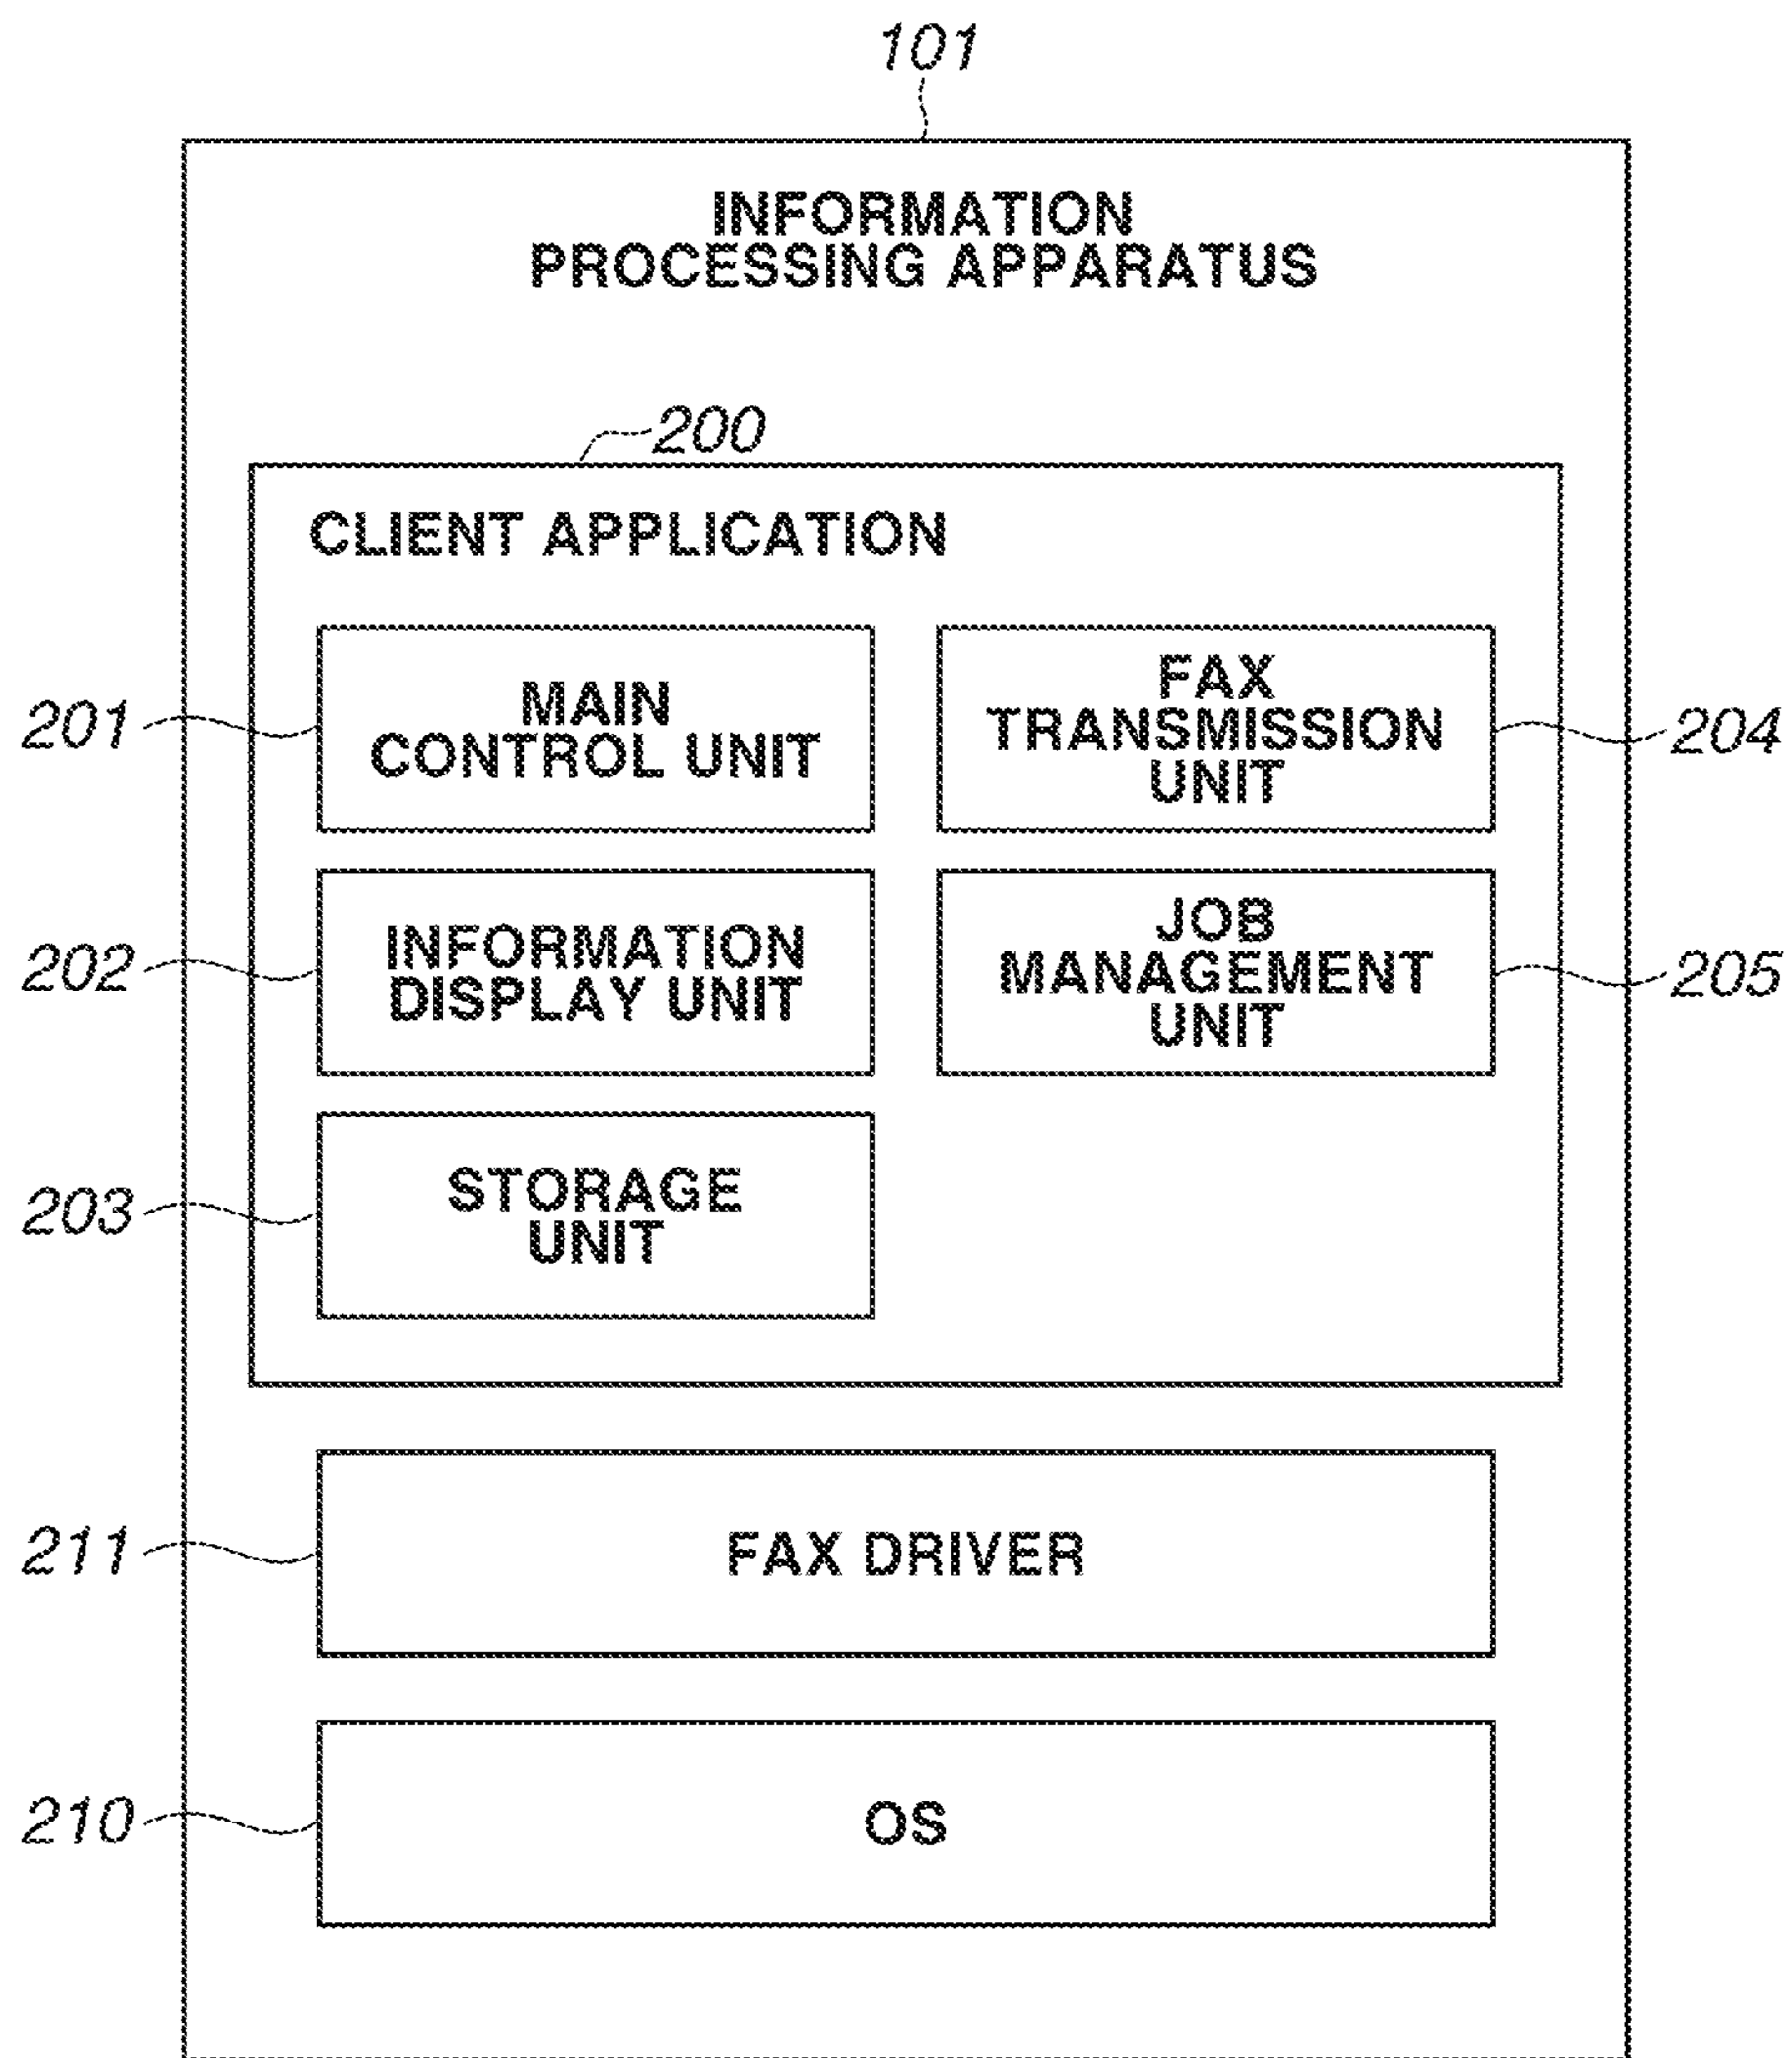 101
INFORMATION
PROCESSING APPARATUS
200
CLIENT APPLICATION
201
MAIN
CONTROL UNIT
FAX
TRANSMISSION
UNIT
204
202
INFORMATION
DISPLAY UNIT
JOB
MANAGEMENT
UNIT
205
203
STORAGE
UNIT
211
FAX DRIVER
210
OS